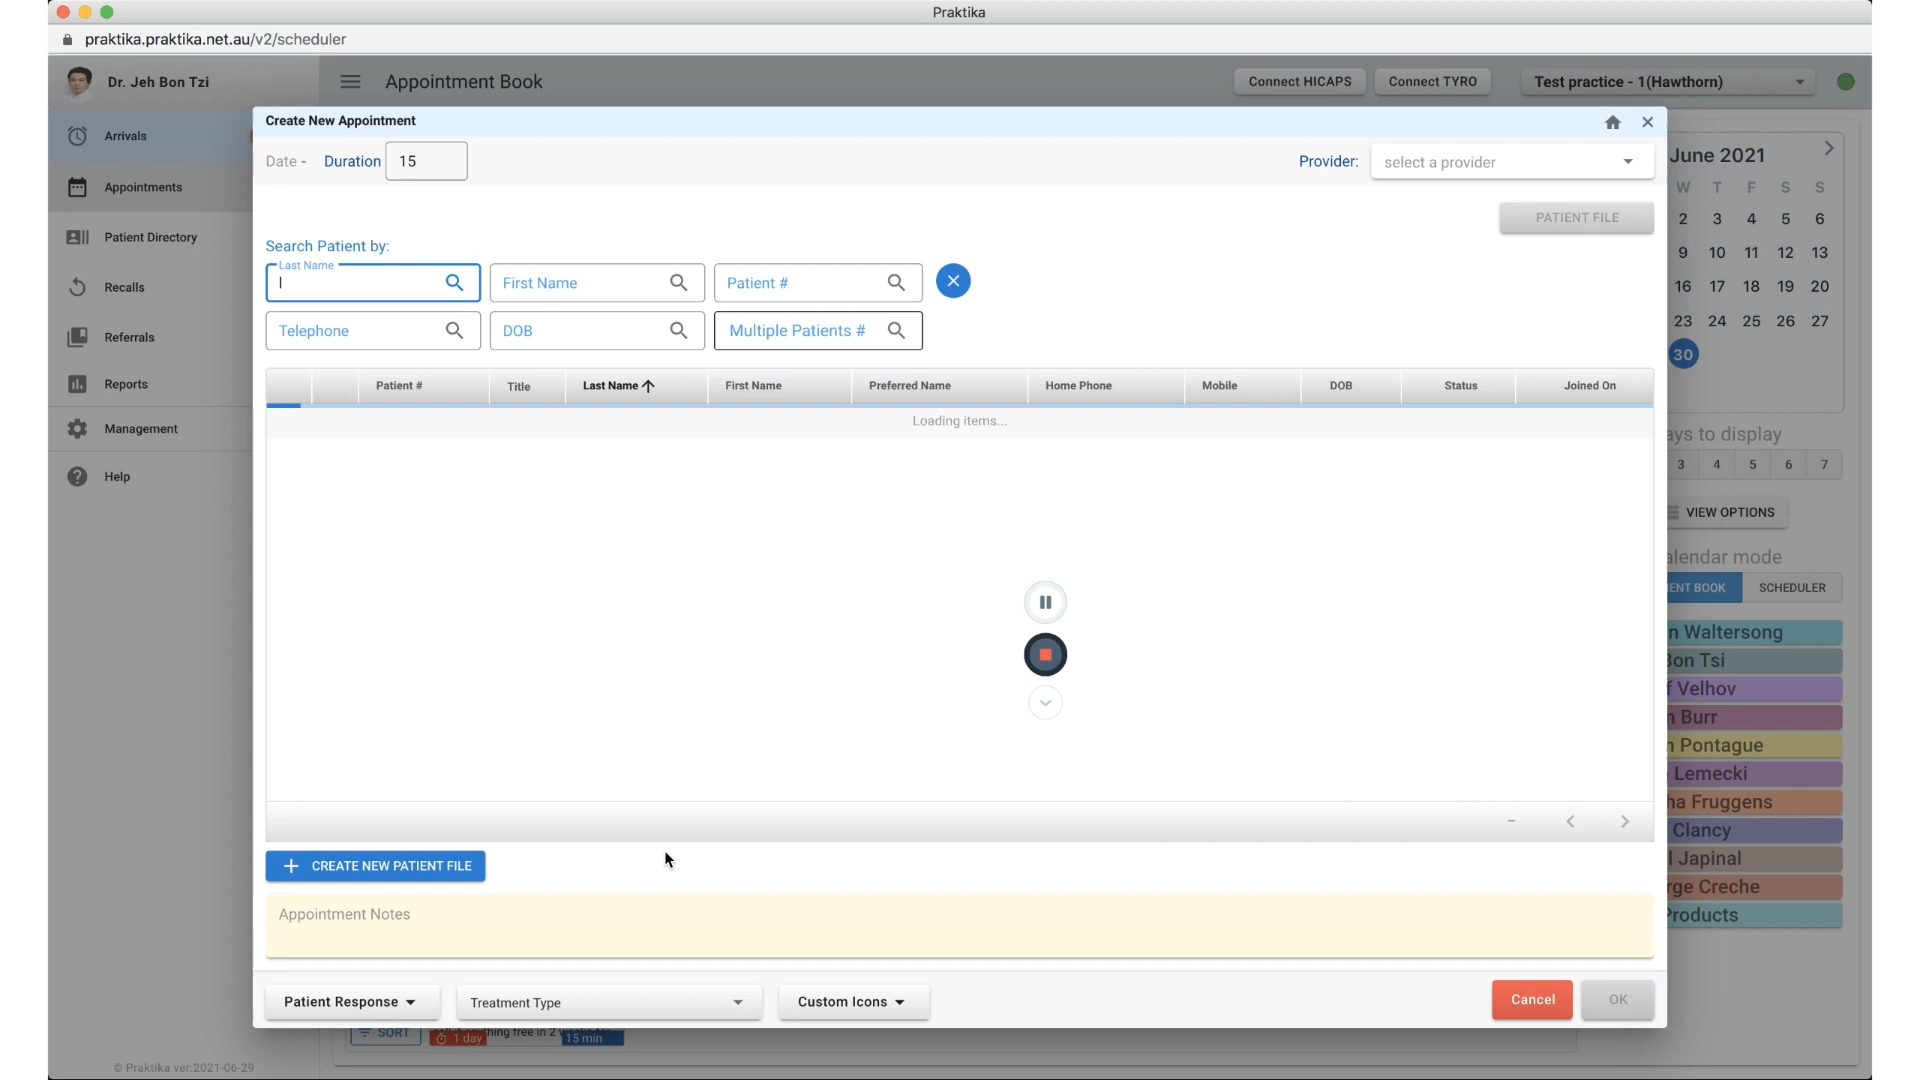 Praktika
praktika.praktika.net.au/v2/scheduler
Dr. Jeh Bon Tzi
Appointment Book
Connect HICAPS
Connect TYRO
Test practice - 1(Hawthorn)
Arrivals
Appointments
Patient Directory
Recalls
Referrals
Reports
Management
Help
© Praktika ver:2021-06-29
Create New Appointment
Date -
Duration
15
Provider:
select a provider
PATIENT FILE
Search Patient by:
Last Name
First Name
Patient #
Telephone
DOB
Multiple Patients #
Patient # Title Last Name First Name Preferred Name Home Phone Mobile DOB Status Joined On
Loading items...
–
CREATE NEW PATIENT FILE
Appointment Notes
Patient Response
Treatment Type
Custom Icons
Cancel
OK
SORT
1 day
thing free in 2
15 min
June 2021
W T F S S
2 3 4 5 6
9 10 11 12 13
16 17 18 19 20
23 24 25 26 27
30
ays to display
3 4 5 6 7
VIEW OPTIONS
alendar mode
ENT BOOK
SCHEDULER
n Waltersong
Bon Tsi
f Velhov
n Burr
n Pontague
Lemecki
ha Fruggens
Clancy
l Japinal
rge Creche
Products